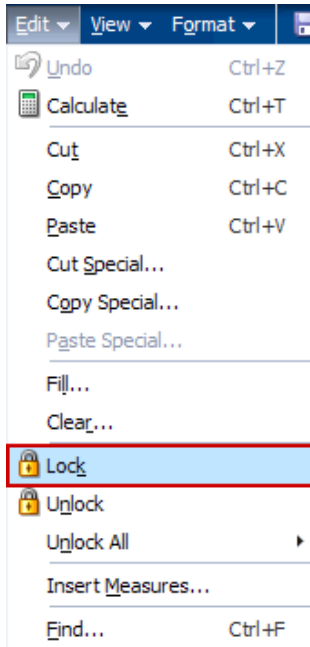 Edit View Format
Undo Ctrl+Z
Calculate Ctrl+T
Cut Ctrl+X
Copy Ctrl+C
Paste Ctrl+V
Cut Special...
Copy Special...
Paste Special...
Fill...
Clear...
Lock
Unlock
Unlock All
Insert Measures...
Find... Ctrl+F